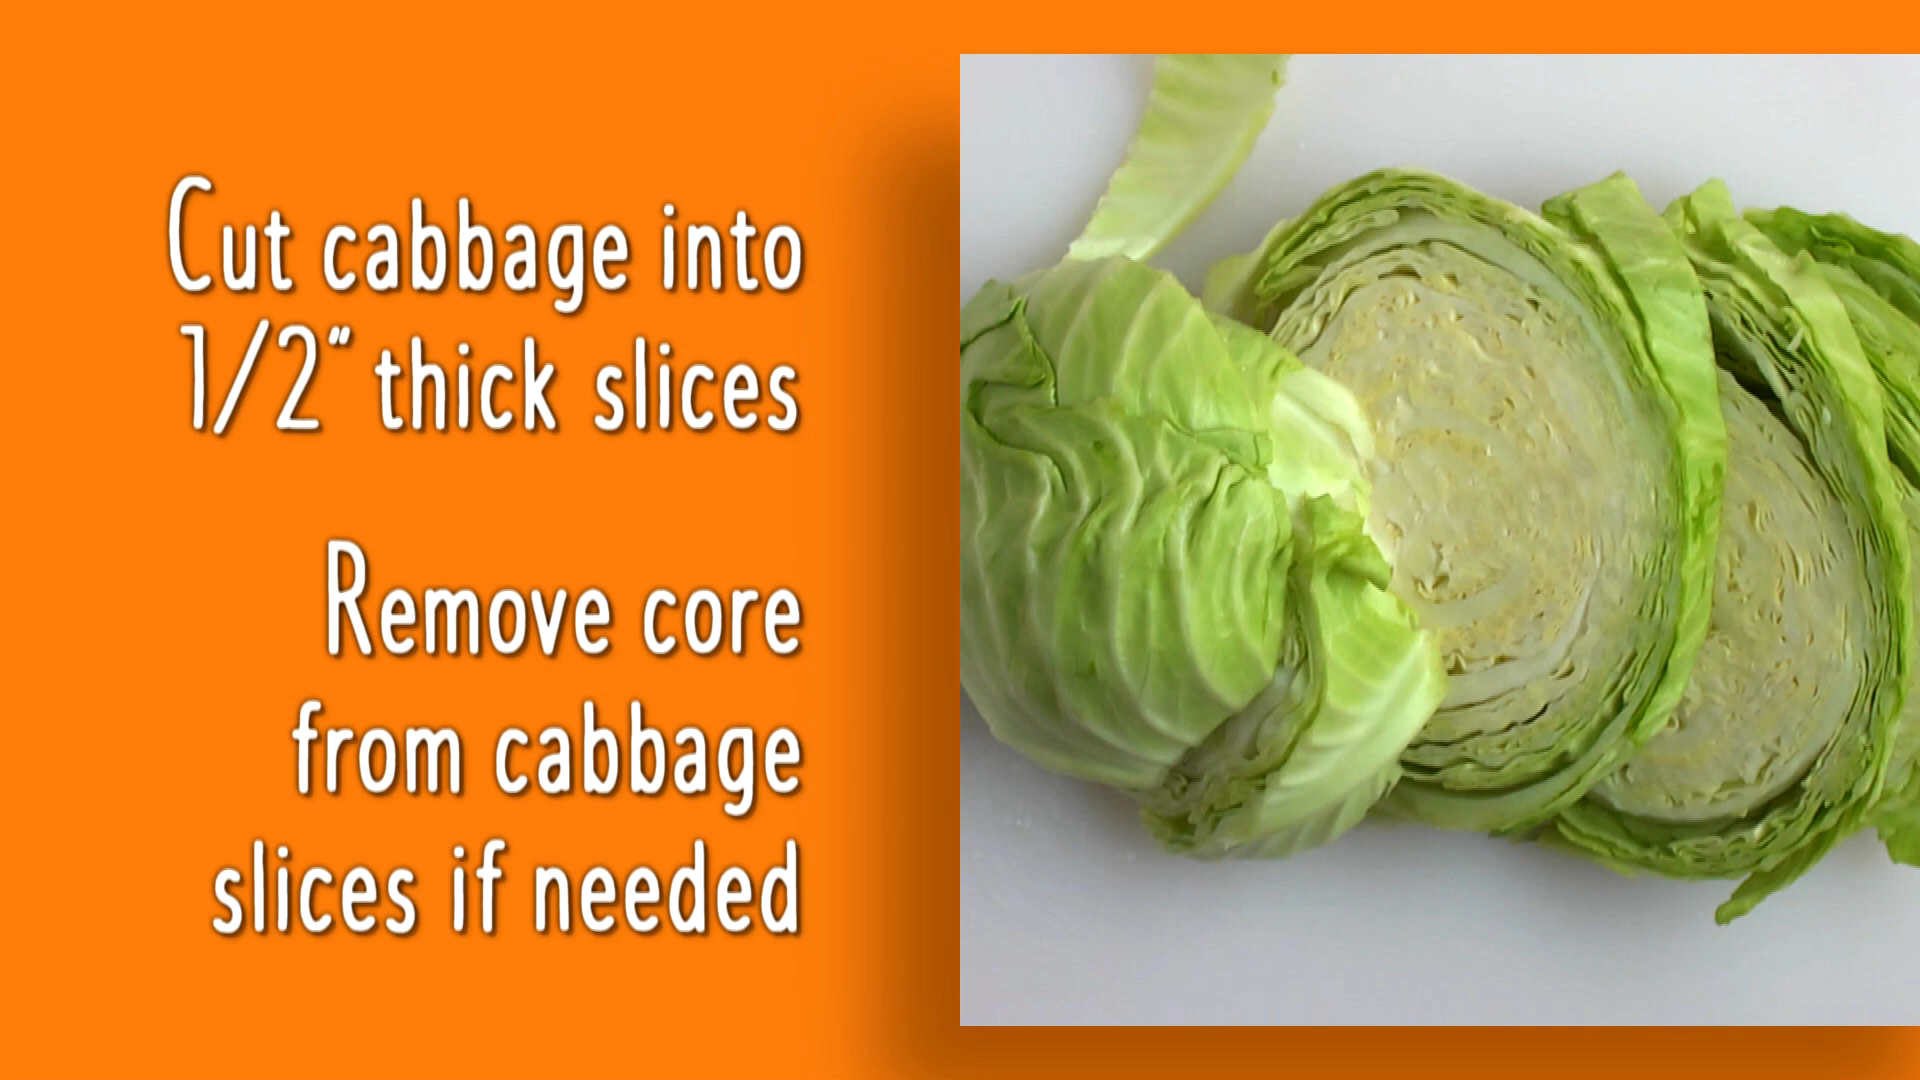 Cut cabbage into
1/2" thick slices
Remove core
from cabbage
slices if needed